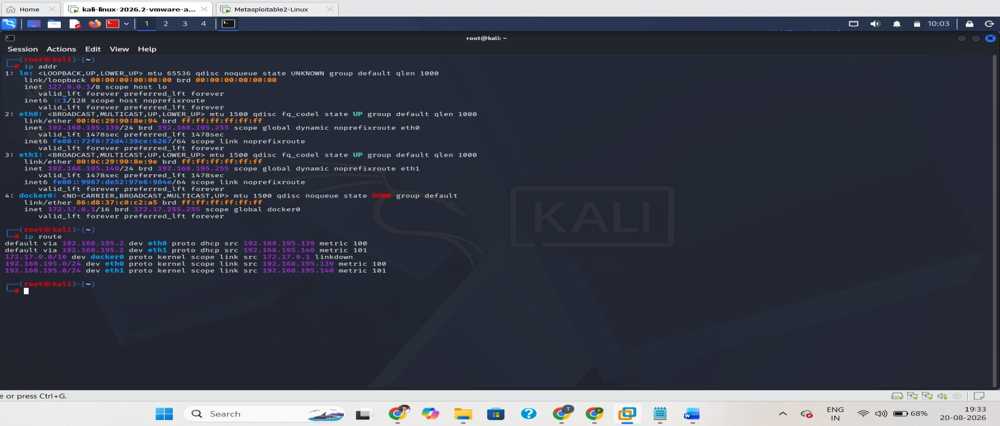 Home
kali-linux-2026.2-vmware-a...
Metasploitable2-Linux
1 2 3 4
10:03
root@kali: ~
Session Actions Edit View Help
┌──(root㉿kali)-[~]
└─# ip addr
1: lo: <LOOPBACK,UP,LOWER_UP> mtu 65536 qdisc noqueue state UNKNOWN group default qlen 1000
link/loopback 00:00:00:00:00:00 brd 00:00:00:00:00:00
inet 127.0.0.1/8 scope host lo
valid_lft forever preferred_lft forever
inet6 ::1/128 scope host noprefixroute
valid_lft forever preferred_lft forever
2: eth0: <BROADCAST,MULTICAST,UP,LOWER_UP> mtu 1500 qdisc fq_codel state UP group default qlen 1000
link/ether 00:0c:29:90:8e:94 brd ff:ff:ff:ff:ff:ff
inet 192.168.195.139/24 brd 192.168.195.255 scope global dynamic noprefixroute eth0
valid_lft 1478sec preferred_lft 1478sec
inet6 fe80::72f6:72d4:39ce:6267/64 scope link noprefixroute
valid_lft forever preferred_lft forever
3: eth1: <BROADCAST,MULTICAST,UP,LOWER_UP> mtu 1500 qdisc fq_codel state UP group default qlen 1000
link/ether 00:0c:29:90:8e:9e brd ff:ff:ff:ff:ff:ff
inet 192.168.195.140/24 brd 192.168.195.255 scope global dynamic noprefixroute eth1
valid_lft 1478sec preferred_lft 1478sec
inet6 fe80::9987:de52:97e6:984e/64 scope link noprefixroute
valid_lft forever preferred_lft forever
4: docker0: <NO-CARRIER,BROADCAST,MULTICAST,UP> mtu 1500 qdisc noqueue state DOWN group default
link/ether 86:d8:37:c0:c2:a5 brd ff:ff:ff:ff:ff:ff
inet 172.17.0.1/16 brd 172.17.255.255 scope global docker0
valid_lft forever preferred_lft forever
┌──(root㉿kali)-[~]
└─# ip route
default via 192.168.195.2 dev eth0 proto dhcp src 192.168.195.139 metric 100
default via 192.168.195.2 dev eth1 proto dhcp src 192.168.195.140 metric 101
172.17.0.0/16 dev docker0 proto kernel scope link src 172.17.0.1 linkdown
192.168.195.0/24 dev eth0 proto kernel scope link src 192.168.195.139 metric 100
192.168.195.0/24 dev eth1 proto kernel scope link src 192.168.195.140 metric 101
┌──(root㉿kali)-[~]
└─#
KALI
e or press Ctrl+G.
Search
ENG
IN
68%
19:33
20-08-2026